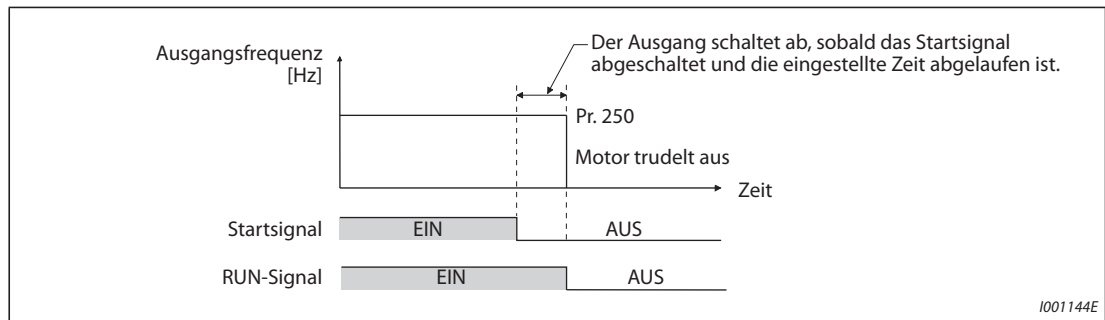 Ausgangsfrequenz
[Hz]
Der Ausgang schaltet ab, sobald das Startsignal
abgeschaltet und die eingestellte Zeit abgelaufen ist.
Pr. 250
Motor trudelt aus
Zeit
Startsignal EIN AUS
RUN-Signal EIN AUS
I001144E